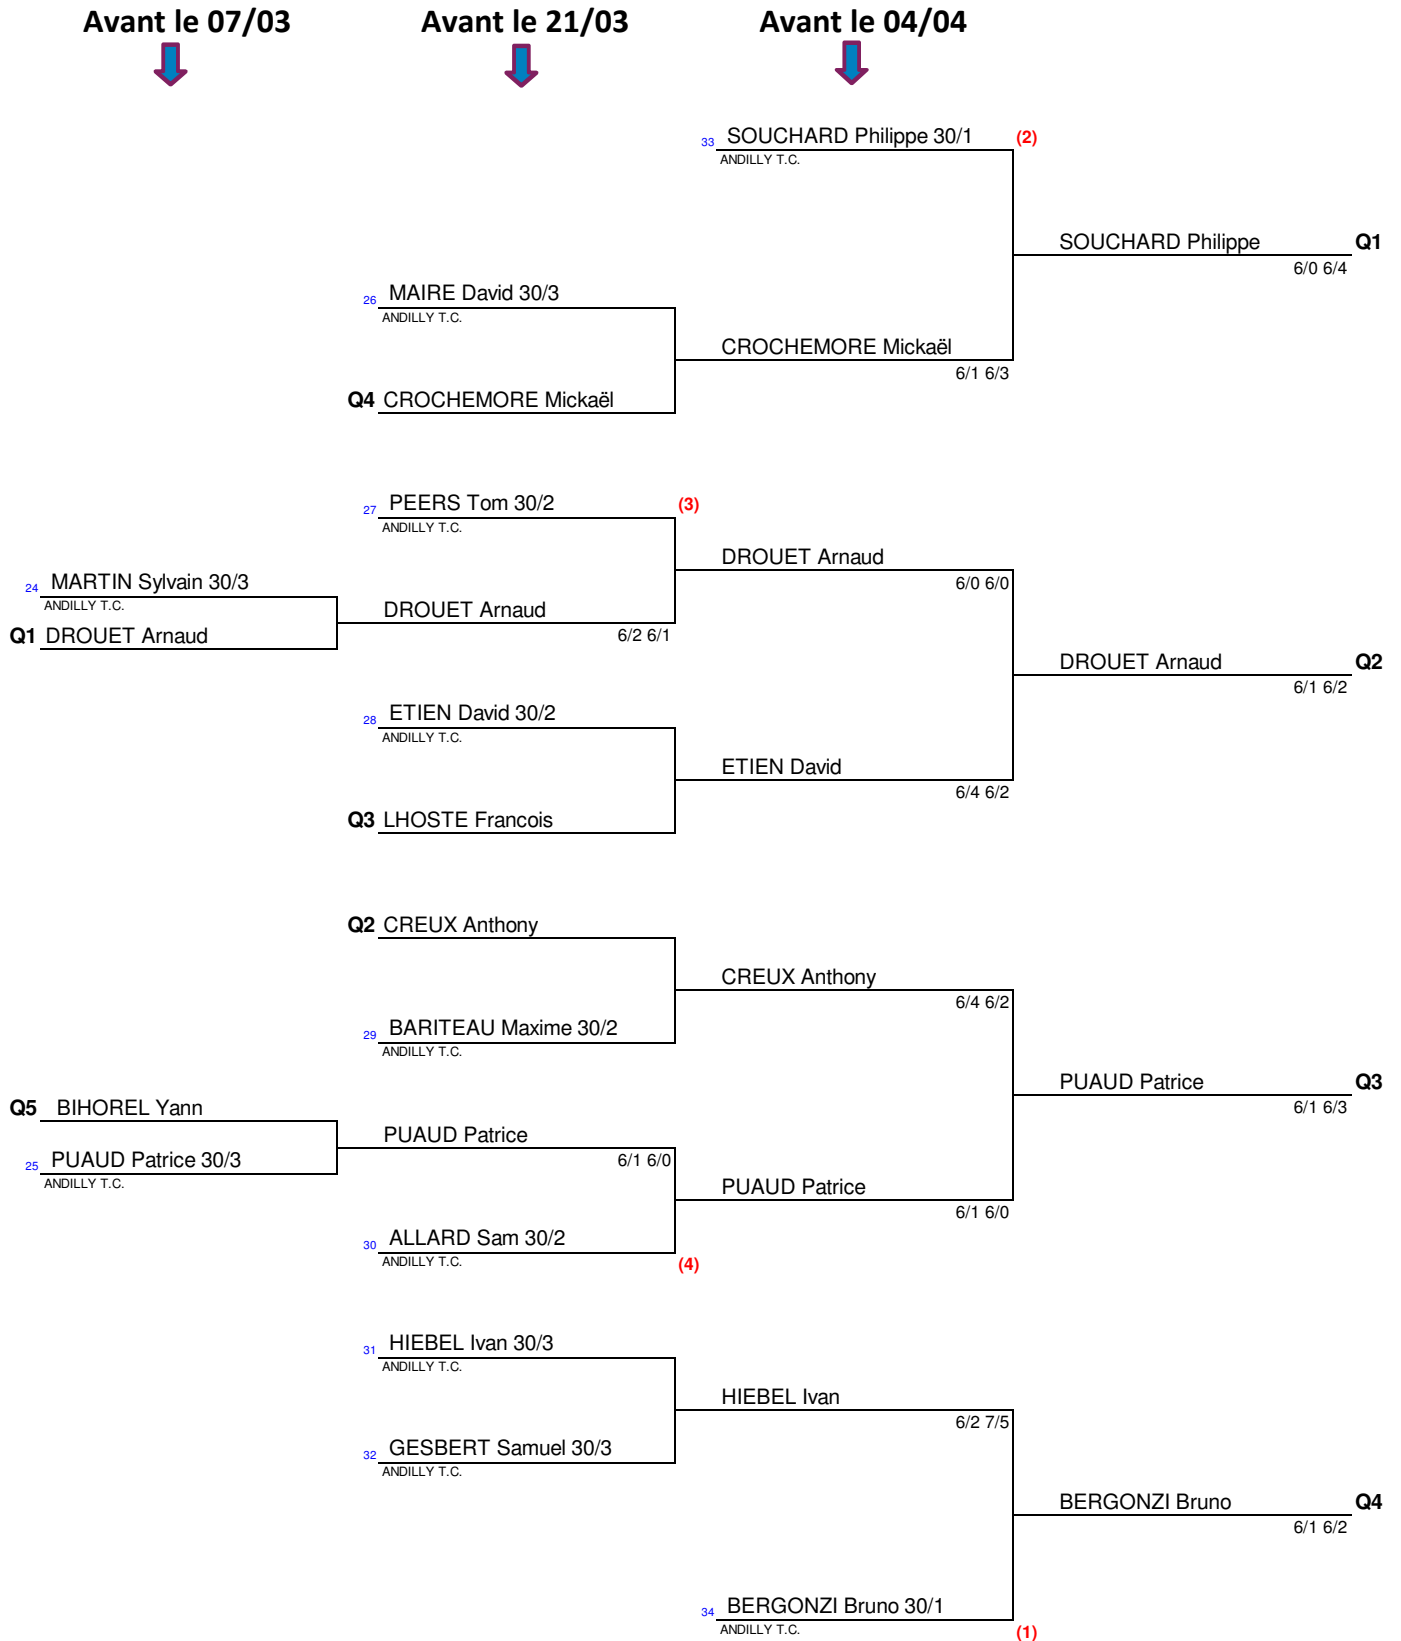 Avant le 07/03 Avant le 21/03 Avant le 04/04
33 SOUCHARD Philippe 30/1 (2)
ANDILLY T.C.
SOUCHARD Philippe Q1
6/0 6/4
26 MAIRE David 30/3
ANDILLY T.C.
CROCHEMORE Mickaël
6/1 6/3
Q4 CROCHEMORE Mickaël
27 PEERS Tom 30/2 (3)
ANDILLY T.C.
DROUET Arnaud
6/0 6/0
24 MARTIN Sylvain 30/3
ANDILLY T.C.
DROUET Arnaud
6/2 6/1
Q1 DROUET Arnaud
DROUET Arnaud Q2
6/1 6/2
28 ETIEN David 30/2
ANDILLY T.C.
ETIEN David
6/4 6/2
Q3 LHOSTE Francois
Q2 CREUX Anthony
CREUX Anthony
6/4 6/2
29 BARITEAU Maxime 30/2
ANDILLY T.C.
PUAUD Patrice Q3
6/1 6/3
Q5 BIHOREL Yann
PUAUD Patrice
6/1 6/0
25 PUAUD Patrice 30/3
ANDILLY T.C.
PUAUD Patrice
6/1 6/0
30 ALLARD Sam 30/2
ANDILLY T.C.
(4)
31 HIEBEL Ivan 30/3
ANDILLY T.C.
HIEBEL Ivan
6/2 7/5
32 GESBERT Samuel 30/3
ANDILLY T.C.
BERGONZI Bruno Q4
6/1 6/2
34 BERGONZI Bruno 30/1
ANDILLY T.C.
(1)